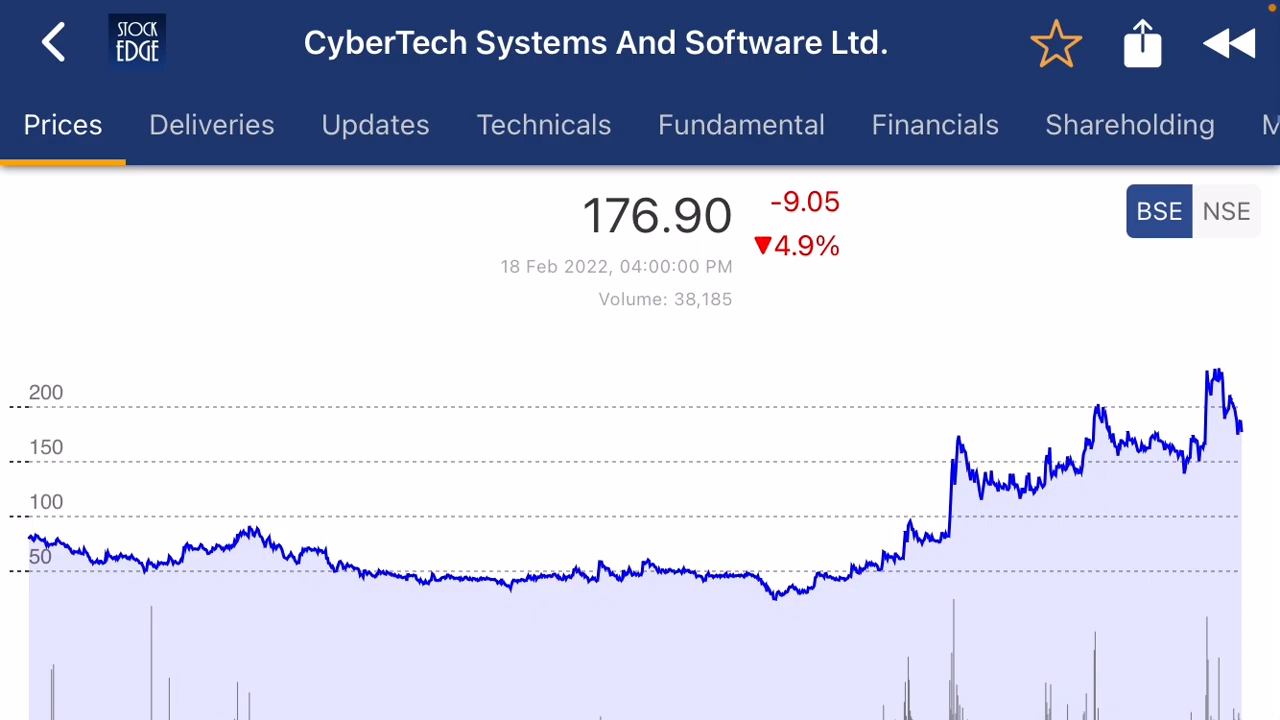 STOCK
EDGE
CyberTech Systems And Software Ltd.
Prices Deliveries Updates Technicals Fundamental Financials Shareholding M
176.90
-9.05
▼4.9%
18 Feb 2022, 04:00:00 PM
Volume: 38,185
BSE NSE
200
150
100
50